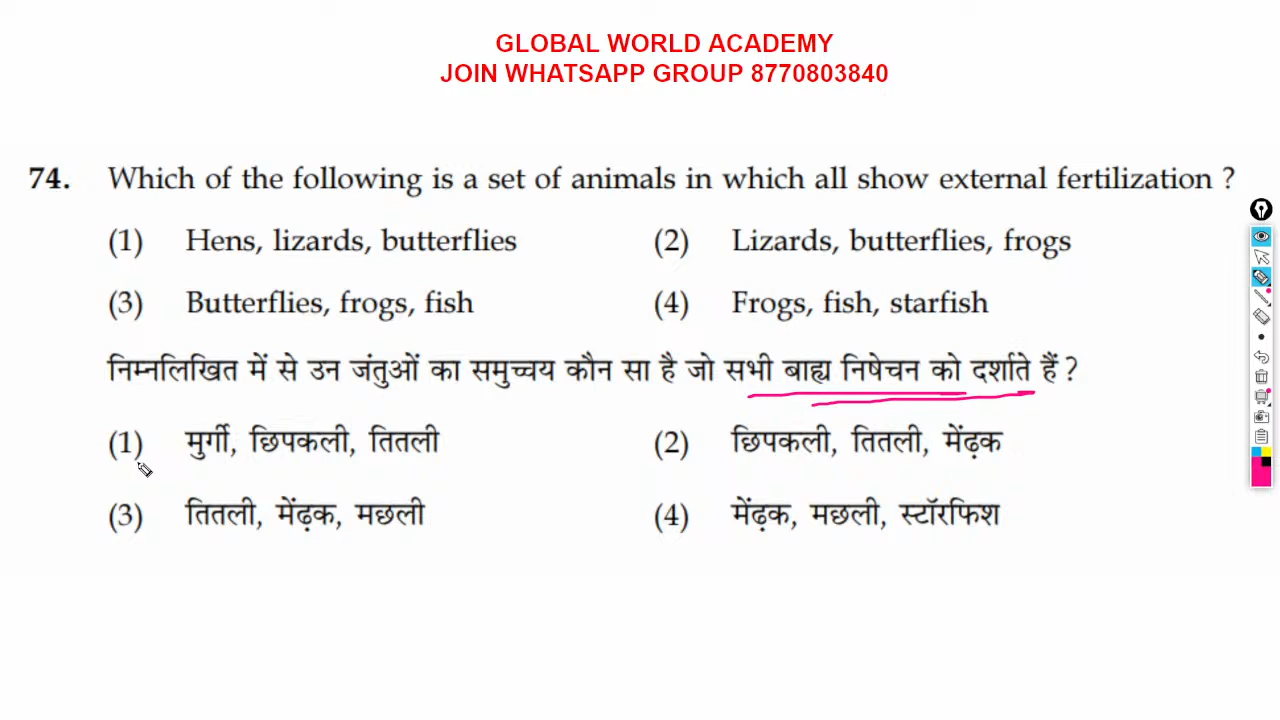 GLOBAL WORLD ACADEMY
JOIN WHATSAPP GROUP 8770803840
74. Which of the following is a set of animals in which all show external fertilization ?
(1) Hens, lizards, butterflies (2) Lizards, butterflies, frogs
(3) Butterflies, frogs, fish (4) Frogs, fish, starfish
निम्नलिखित में से उन जंतुओं का समुच्चय कौन सा है जो सभी बाह्य निषेचन को दर्शाते हैं ?
(1) मुर्गी, छिपकली, तितली (2) छिपकली, तितली, मेंढ़क
(3) तितली, मेंढ़क, मछली (4) मेंढ़क, मछली, स्टॉरफिश